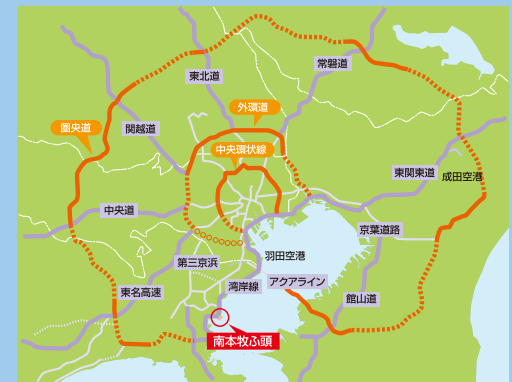 常磐道
東北道
外環道
圏央道
関越道
中央環状線
東関東道
成田空港
中央道
京葉道路
羽田空港
第三京浜
アクアライン
湾岸線
東名高速
館山道
南本牧ふ頭